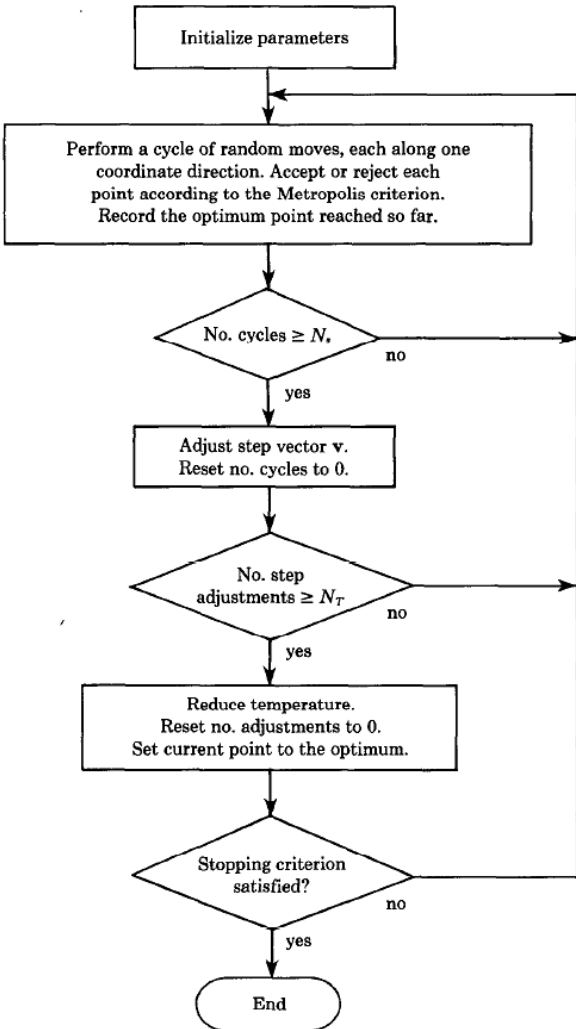 Initialize parameters
Perform a cycle of random moves, each along one
coordinate direction. Accept or reject each
point according to the Metropolis criterion.
Record the optimum point reached so far.
No. cycles ≥ Nₛ
no
yes
Adjust step vector v.
Reset no. cycles to 0.
No. step
adjustments ≥ N_T
no
yes
Reduce temperature.
Reset no. adjustments to 0.
Set current point to the optimum.
Stopping criterion
satisfied?
no
yes
End